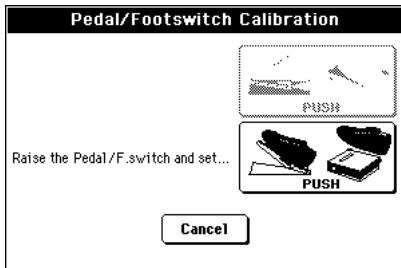 Pedal/Footswitch Calibration
PUSH
Raise the Pedal/F.switch and set...
PUSH
Cancel